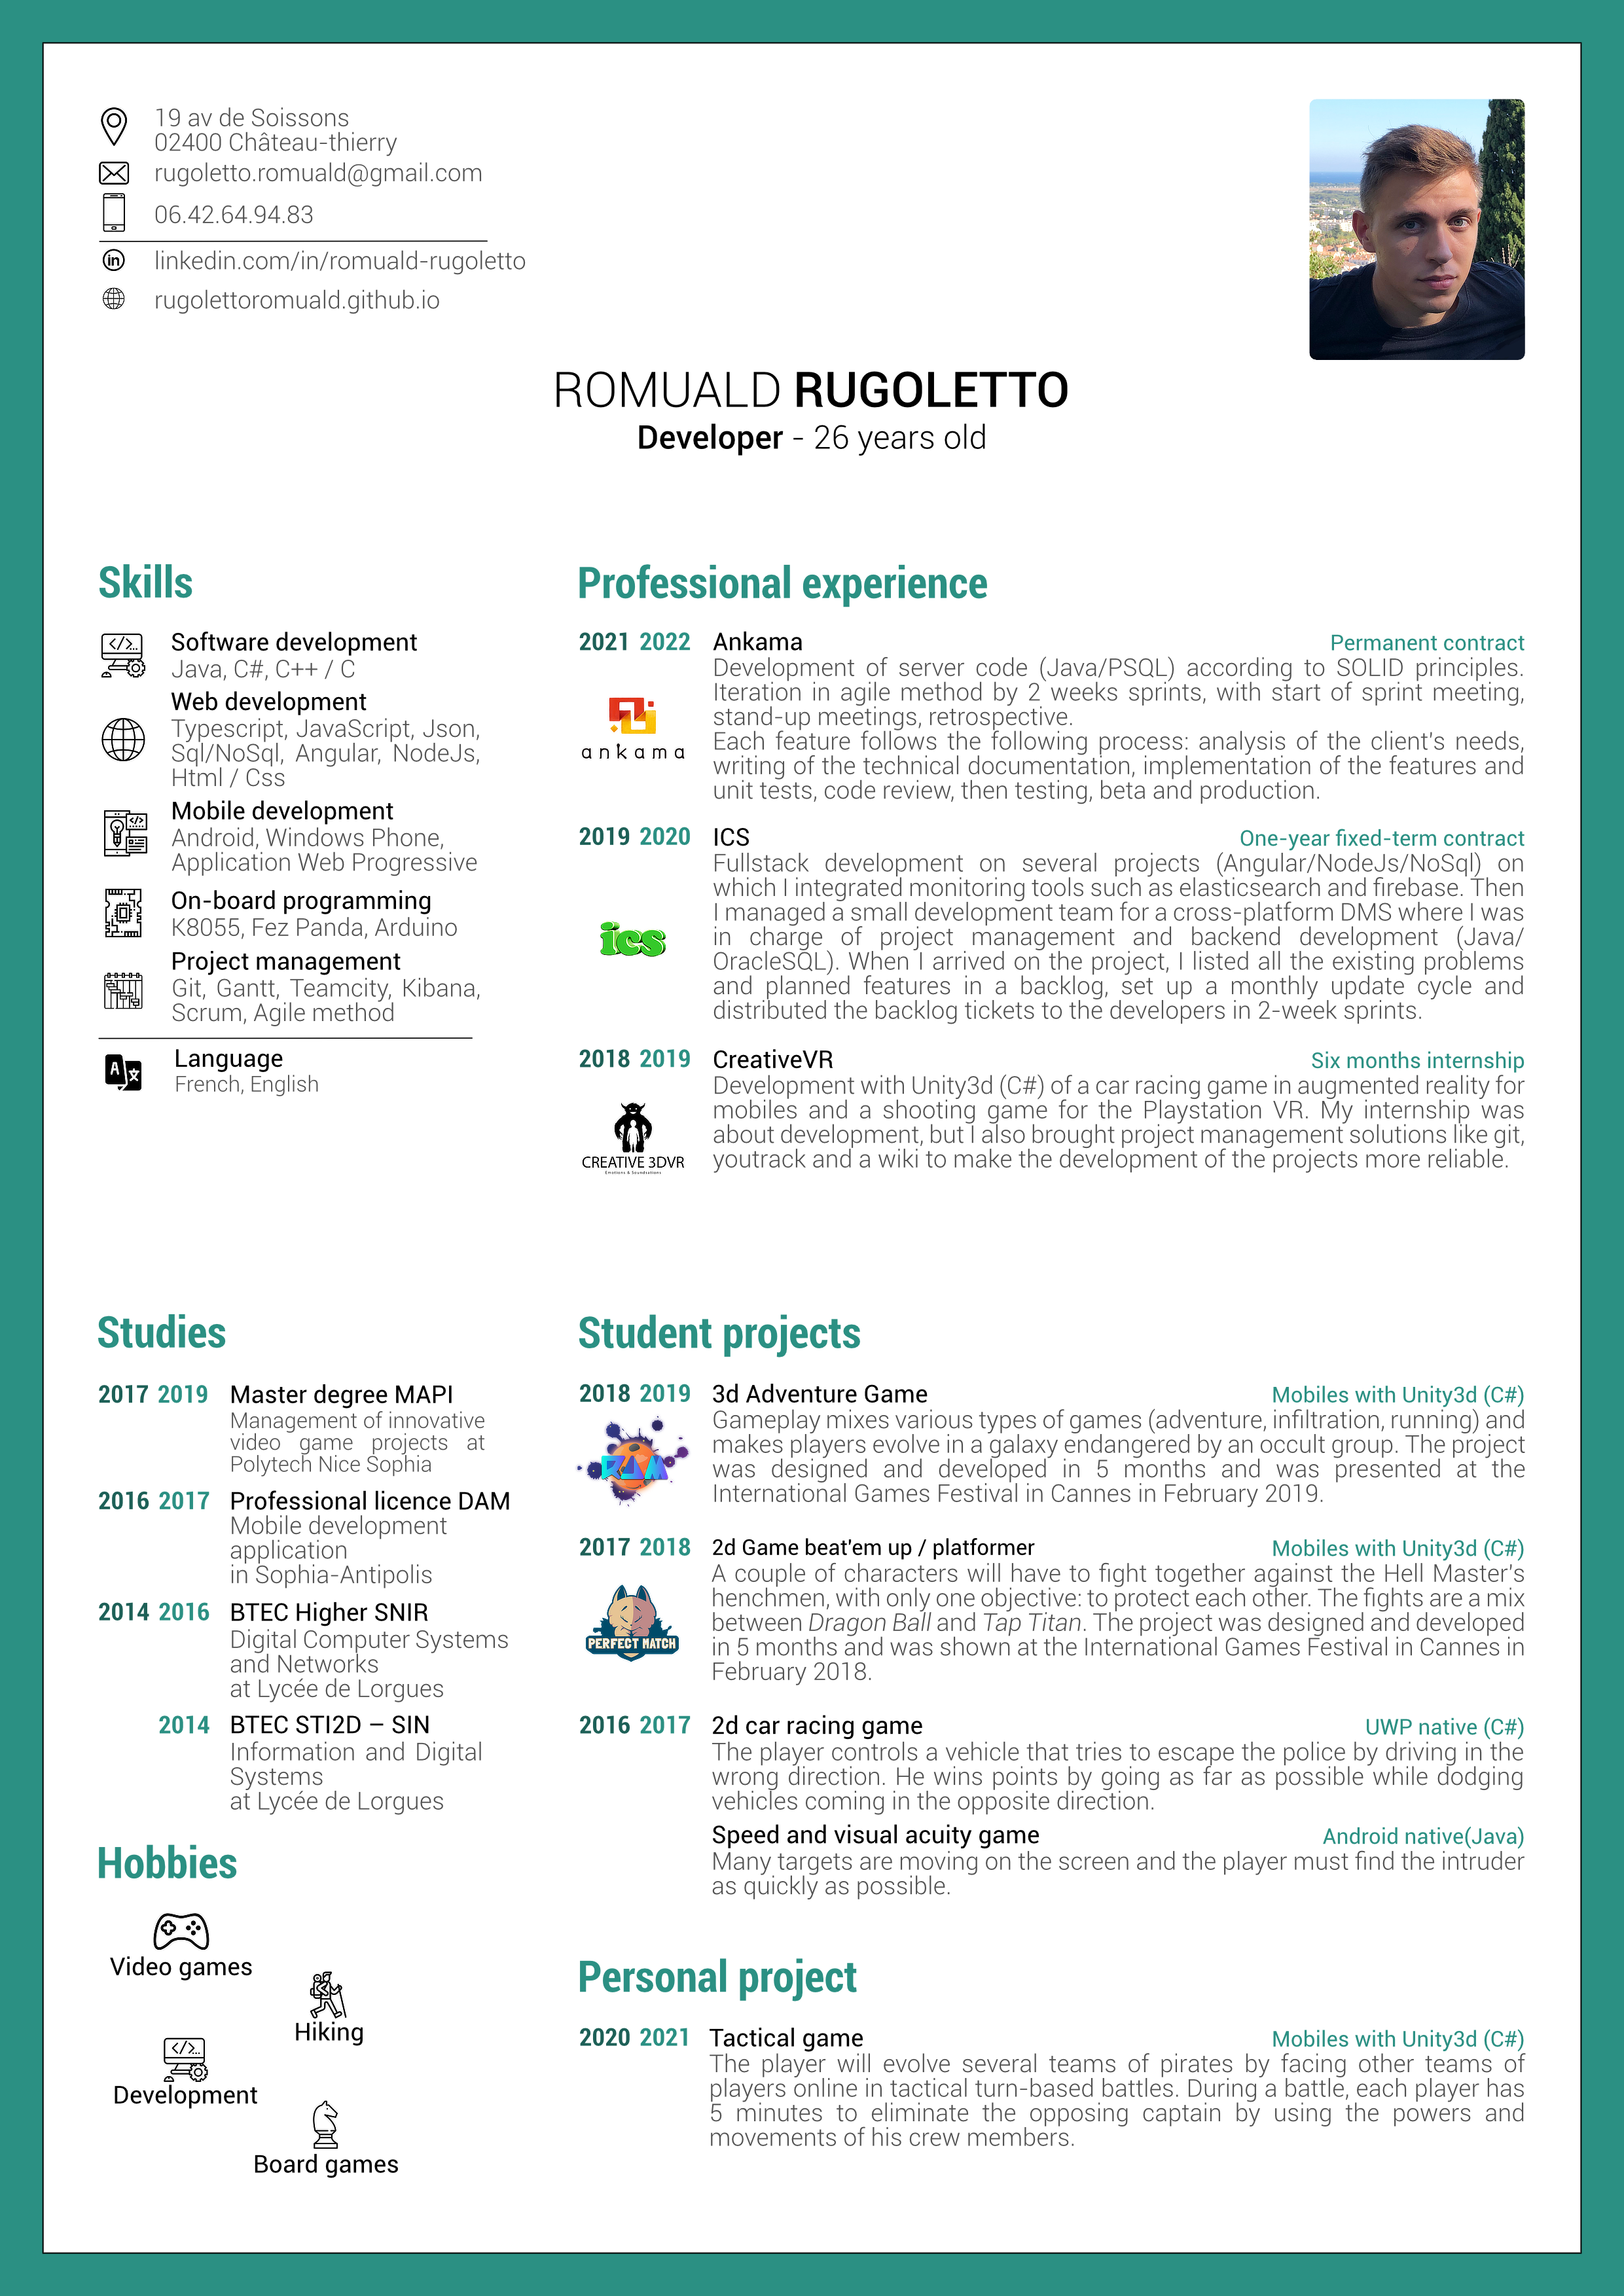 19 av de Soissons
02400 Château-thierry
rugoletto.romuald@gmail.com
06.42.64.94.83
linkedin.com/in/romuald-rugoletto
rugolettoromuald.github.io
ROMUALD RUGOLETTO
Developer - 26 years old
Skills
Software development
Java, C#, C++ / C
Web development
Typescript, JavaScript, Json,
Sql/NoSql, Angular, NodeJs,
Html / Css
Mobile development
Android, Windows Phone,
Application Web Progressive
On-board programming
K8055, Fez Panda, Arduino
Project management
Git, Gantt, Teamcity, Kibana,
Scrum, Agile method
Language
French, English
Professional experience
2021 2022 Ankama Permanent contract
ankama
Development of server code (Java/PSQL) according to SOLID principles.
Iteration in agile method by 2 weeks sprints, with start of sprint meeting,
stand-up meetings, retrospective.
Each feature follows the following process: analysis of the client's needs,
writing of the technical documentation, implementation of the features and
unit tests, code review, then testing, beta and production.
2019 2020 ICS One-year fixed-term contract
ics
Fullstack development on several projects (Angular/NodeJs/NoSql) on
which I integrated monitoring tools such as elasticsearch and firebase. Then
I managed a small development team for a cross-platform DMS where I was
in charge of project management and backend development (Java/
OracleSQL). When I arrived on the project, I listed all the existing problems
and planned features in a backlog, set up a monthly update cycle and
distributed the backlog tickets to the developers in 2-week sprints.
2018 2019 CreativeVR Six months internship
CREATIVE 3DVR
Emotions & Soundsations
Development with Unity3d (C#) of a car racing game in augmented reality for
mobiles and a shooting game for the Playstation VR. My internship was
about development, but I also brought project management solutions like git,
youtrack and a wiki to make the development of the projects more reliable.
Studies
2017 2019 Master degree MAPI
Management of innovative
video game projects at
Polytech Nice Sophia
2016 2017 Professional licence DAM
Mobile development
application
in Sophia-Antipolis
2014 2016 BTEC Higher SNIR
Digital Computer Systems
and Networks
at Lycée de Lorgues
2014 BTEC STI2D – SIN
Information and Digital
Systems
at Lycée de Lorgues
Hobbies
Video games
Hiking
Development
Board games
Student projects
2018 2019 3d Adventure Game Mobiles with Unity3d (C#)
Gameplay mixes various types of games (adventure, infiltration, running) and
makes players evolve in a galaxy endangered by an occult group. The project
was designed and developed in 5 months and was presented at the
International Games Festival in Cannes in February 2019.
2017 2018 2d Game beat'em up / platformer Mobiles with Unity3d (C#)
PERFECT MATCH
A couple of characters will have to fight together against the Hell Master's
henchmen, with only one objective: to protect each other. The fights are a mix
between Dragon Ball and Tap Titan. The project was designed and developed
in 5 months and was shown at the International Games Festival in Cannes in
February 2018.
2016 2017 2d car racing game UWP native (C#)
The player controls a vehicle that tries to escape the police by driving in the
wrong direction. He wins points by going as far as possible while dodging
vehicles coming in the opposite direction.
Speed and visual acuity game Android native(Java)
Many targets are moving on the screen and the player must find the intruder
as quickly as possible.
Personal project
2020 2021 Tactical game Mobiles with Unity3d (C#)
The player will evolve several teams of pirates by facing other teams of
players online in tactical turn-based battles. During a battle, each player has
5 minutes to eliminate the opposing captain by using the powers and
movements of his crew members.